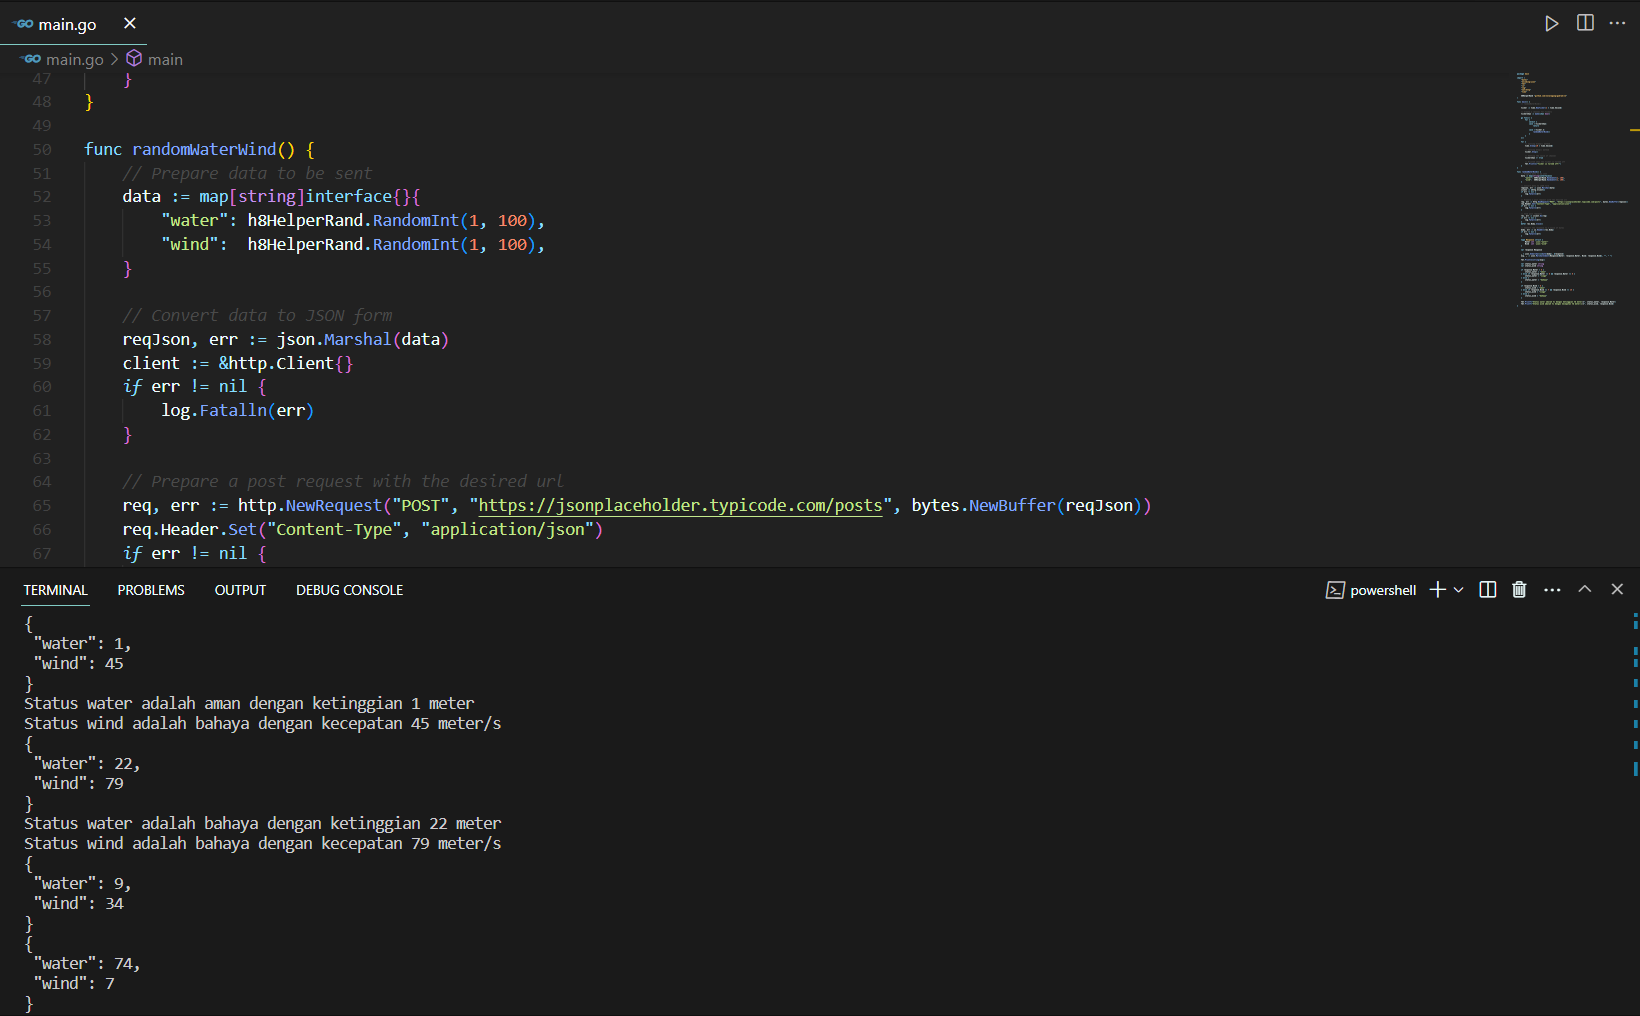 GO main.go
GO main.go > main
47 }
48 }
49
50 func randomWaterWind() {
51 // Prepare data to be sent
52 data := map[string]interface{}{
53 "water": h8HelperRand.RandomInt(1, 100),
54 "wind":  h8HelperRand.RandomInt(1, 100),
55 }
56
57 // Convert data to JSON form
58 reqJson, err := json.Marshal(data)
59 client := &http.Client{}
60 if err != nil {
61 log.Fatalln(err)
62 }
63
64 // Prepare a post request with the desired url
65 req, err := http.NewRequest("POST", "https://jsonplaceholder.typicode.com/posts", bytes.NewBuffer(reqJson))
66 req.Header.Set("Content-Type", "application/json")
67 if err != nil {
TERMINAL PROBLEMS OUTPUT DEBUG CONSOLE powershell
{
"water": 1,
"wind": 45
}
Status water adalah aman dengan ketinggian 1 meter
Status wind adalah bahaya dengan kecepatan 45 meter/s
{
"water": 22,
"wind": 79
}
Status water adalah bahaya dengan ketinggian 22 meter
Status wind adalah bahaya dengan kecepatan 79 meter/s
{
"water": 9,
"wind": 34
}
{
"water": 74,
"wind": 7
}